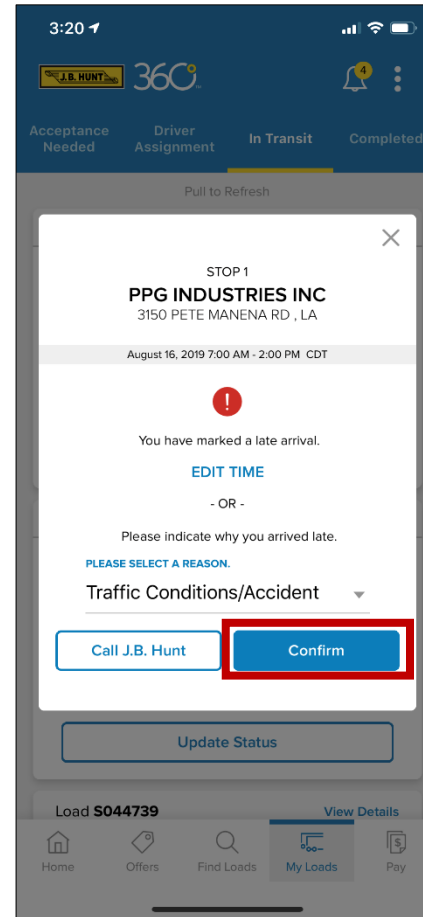 3:20
J.B. HUNT 360
4
Acceptance Needed
Driver Assignment
In Transit
Completed
Pull to Refresh
STOP 1
PPG INDUSTRIES INC
3150 PETE MANENA RD , LA
August 16, 2019 7:00 AM - 2:00 PM CDT
!
You have marked a late arrival.
EDIT TIME
- OR -
Please indicate why you arrived late.
PLEASE SELECT A REASON.
Traffic Conditions/Accident
Call J.B. Hunt
Confirm
Update Status
Load S044739
View Details
Home
Offers
Find Loads
My Loads
Pay